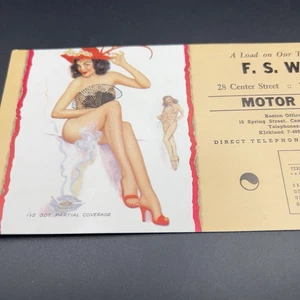 A Load on Our T
F. S. W
28 Center Street
MOTOR
Boston Office
15 Spring Street,
Telephone
Kirkland 7-
DIRECT TELEPHON
I'VE GOT PARTIAL COVERAGE